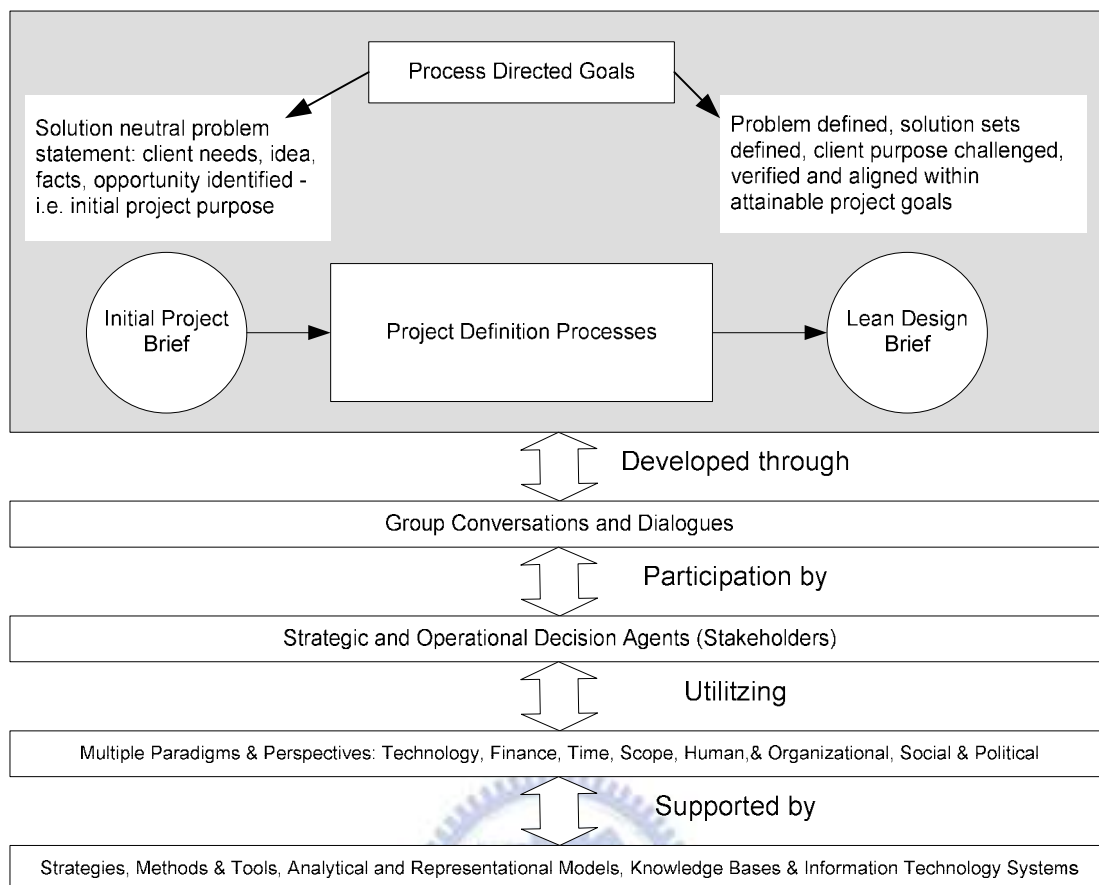 Process Directed Goals
Solution neutral problem
statement: client needs, idea,
facts, opportunity identified -
i.e. initial project purpose
Problem defined, solution sets
defined, client purpose challenged,
verified and aligned within
attainable project goals
Initial Project
Brief
Project Definition Processes
Lean Design
Brief
Developed through
Group Conversations and Dialogues
Participation by
Strategic and Operational Decision Agents (Stakeholders)
Utilitzing
Multiple Paradigms & Perspectives: Technology, Finance, Time, Scope, Human,& Organizational, Social & Political
Supported by
Strategies, Methods & Tools, Analytical and Representational Models, Knowledge Bases & Information Technology Systems